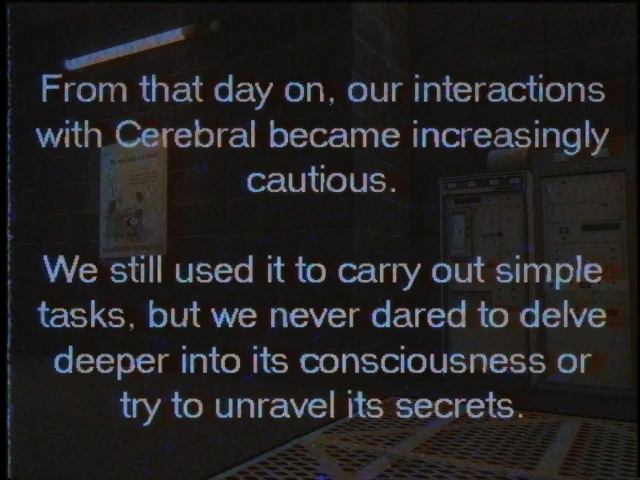 From that day on, our interactions
with Cerebral became increasingly
cautious.
We still used it to carry out simple
tasks, but we never dared to delve
deeper into its consciousness or
try to unravel its secrets.